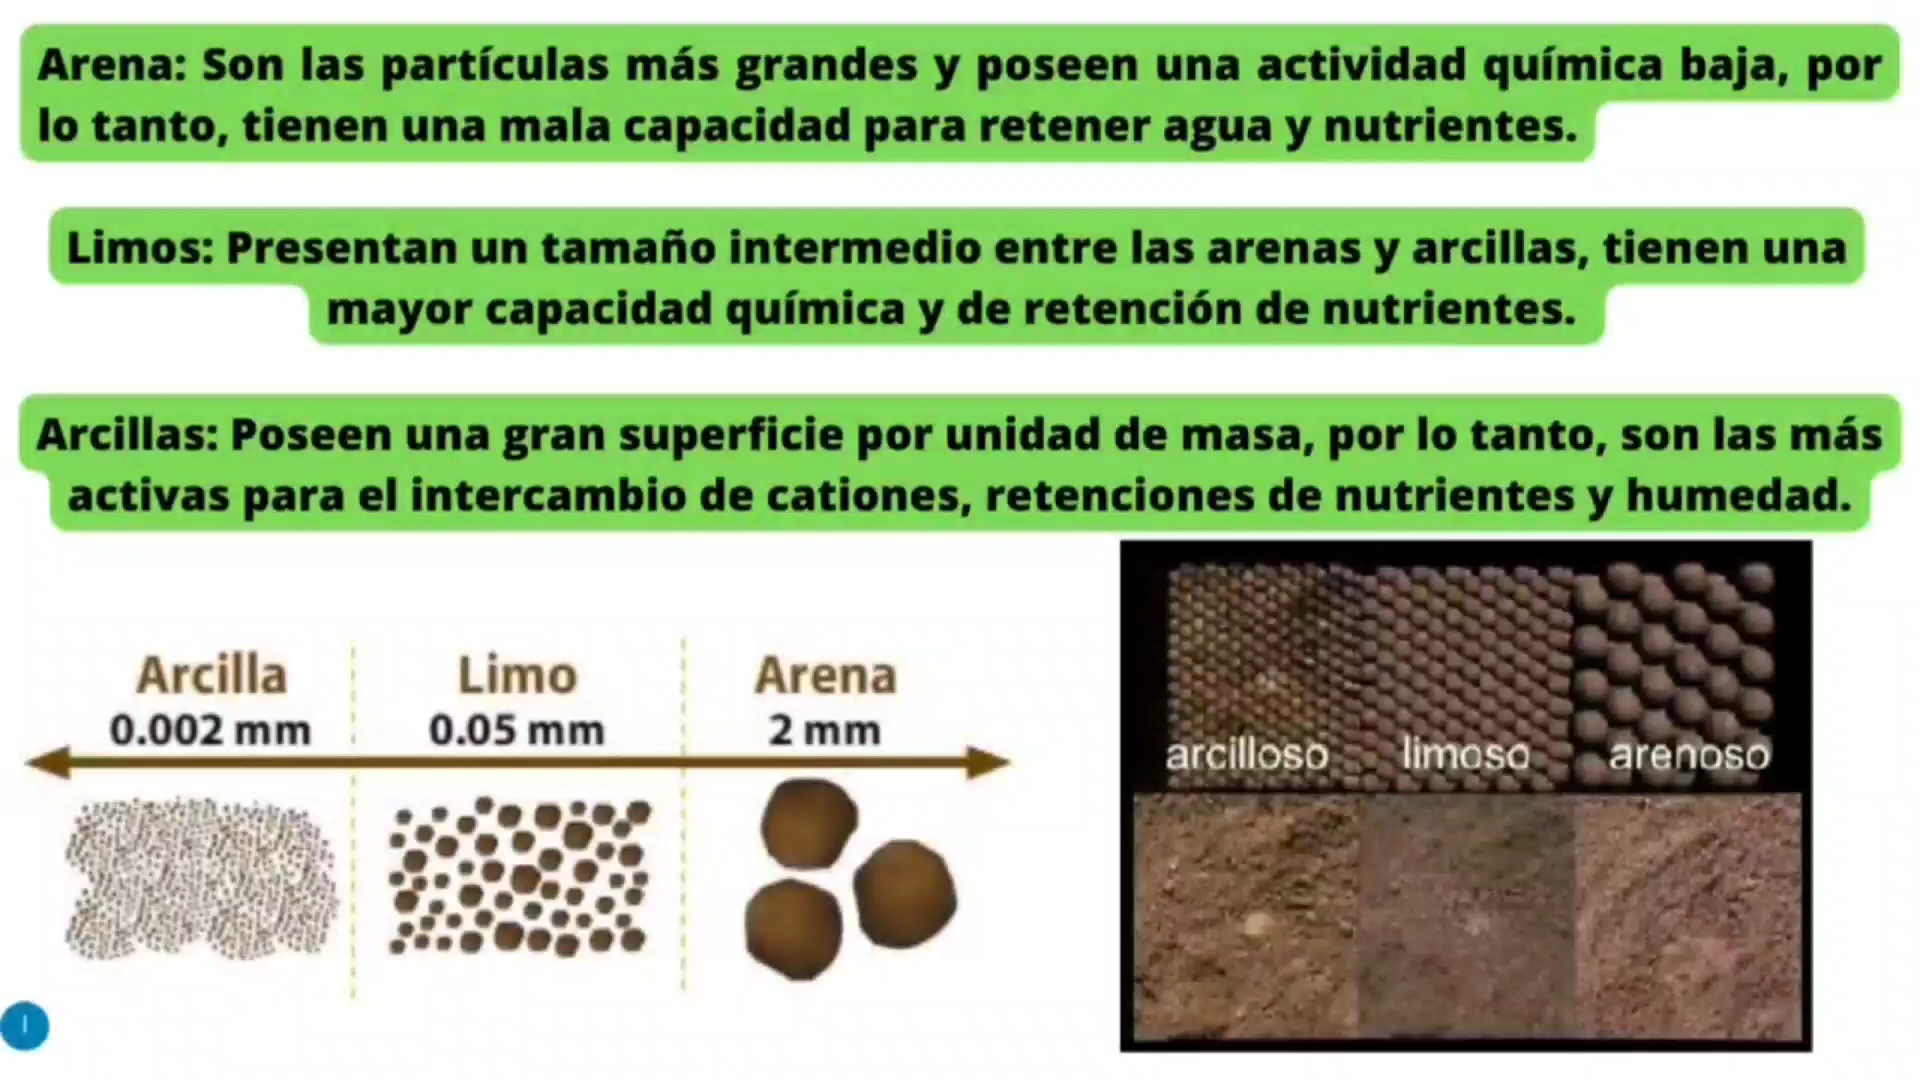 Arena: Son las partículas más grandes y poseen una actividad química baja, por
lo tanto, tienen una mala capacidad para retener agua y nutrientes.
Limos: Presentan un tamaño intermedio entre las arenas y arcillas, tienen una
mayor capacidad química y de retención de nutrientes.
Arcillas: Poseen una gran superficie por unidad de masa, por lo tanto, son las más
activas para el intercambio de cationes, retenciones de nutrientes y humedad.
Arcilla
0.002 mm
Limo
0.05 mm
Arena
2 mm
arcilloso
limoso
arenoso